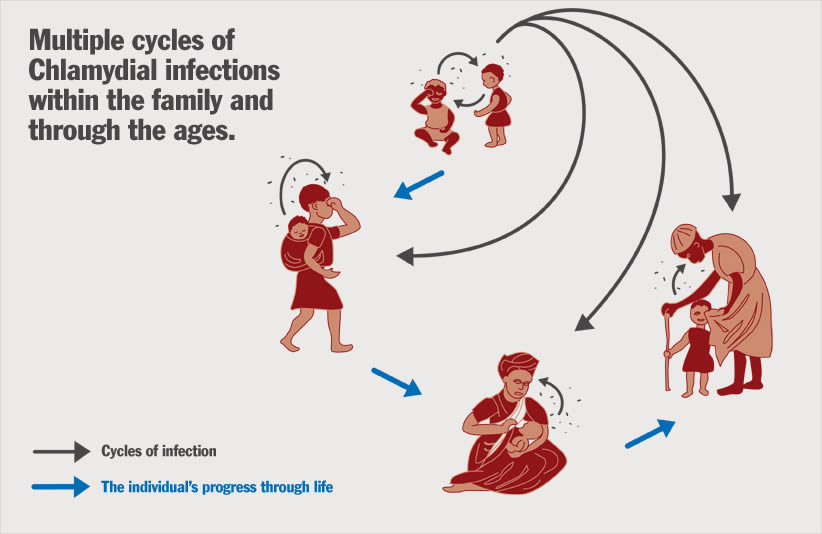 Multiple cycles of
Chlamydial infections
within the family and
through the ages.
Cycles of infection
The individual's progress through life